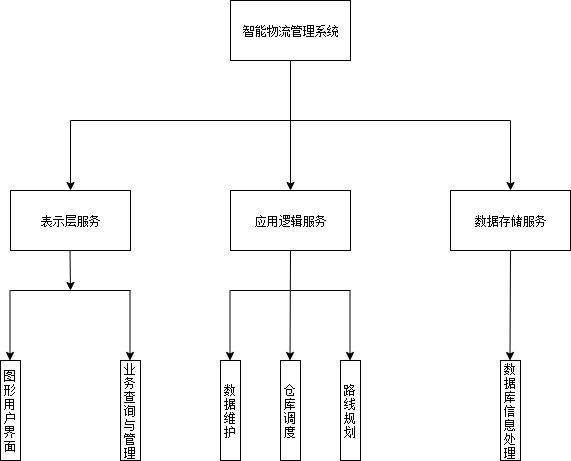 智能物流管理系统
表示层服务
应用逻辑服务
数据存储服务
图形用户界面
业务查询与管理
数据维护
仓库调度
路线规划
数据库信息处理